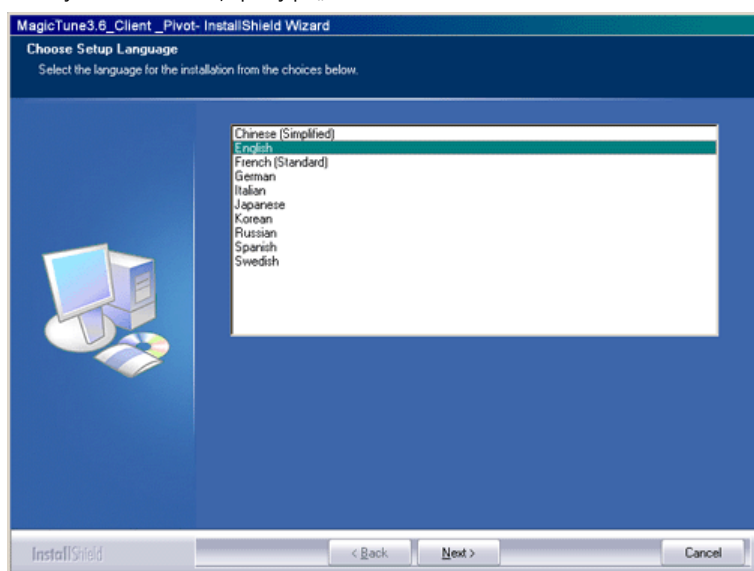 MagicTune3.6_Client _Pivot- InstallShield Wizard
Choose Setup Language
Select the language for the installation from the choices below.
Chinese (Simplified)
English
French (Standard)
German
Italian
Japanese
Korean
Russian
Spanish
Swedish
InstallShield
< Back
Next >
Cancel